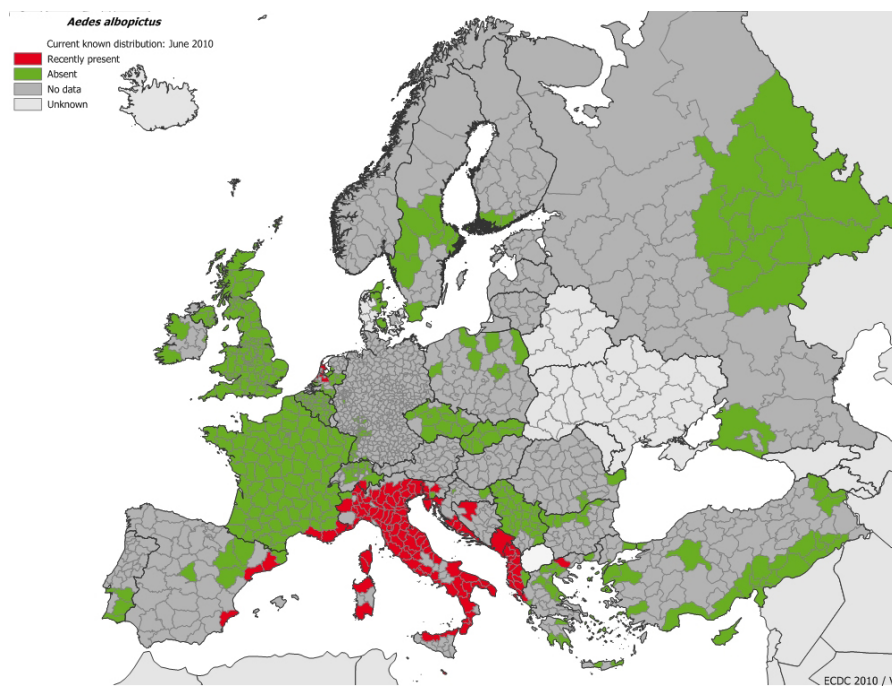 Aedes albopictus
Current known distribution: June 2010
Recently present
Absent
No data
Unknown
ECDC 2010 /